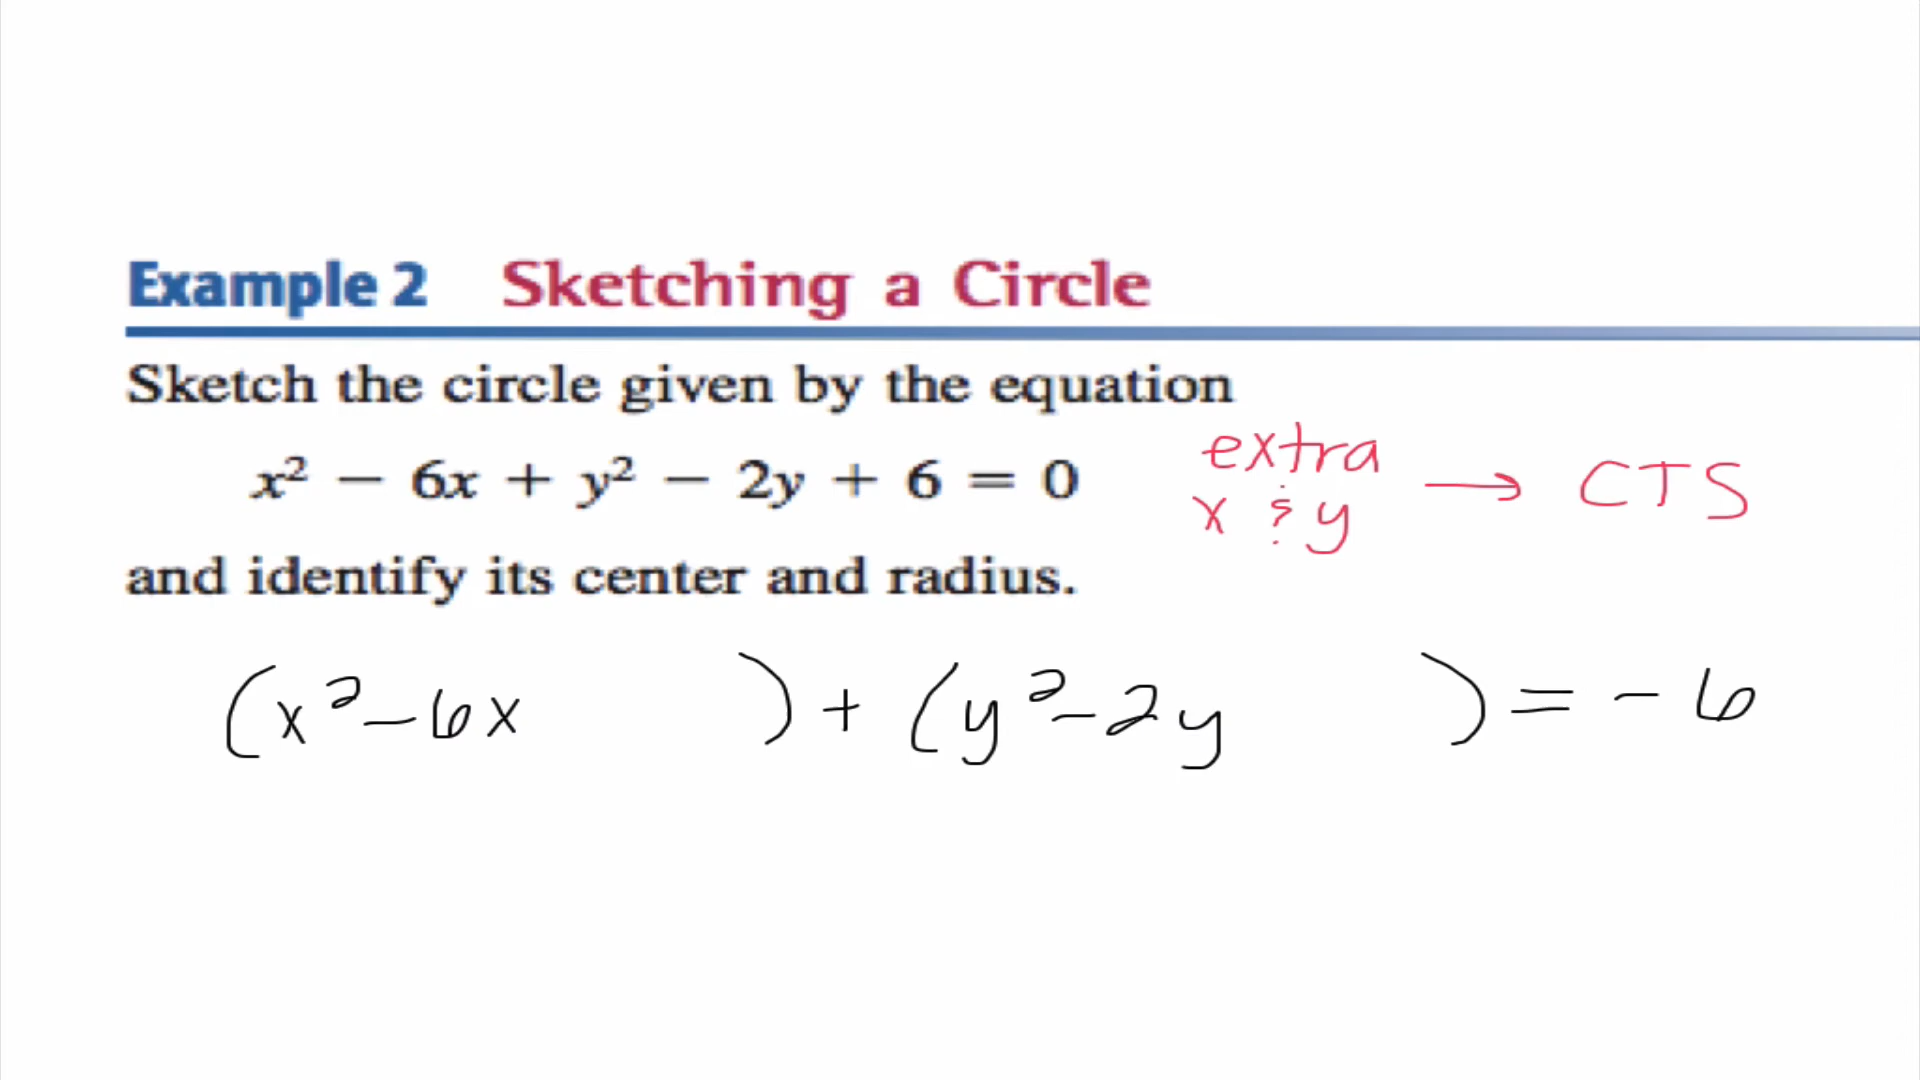 Example 2 Sketching a Circle
Sketch the circle given by the equation
x² − 6x + y² − 2y + 6 = 0
extra
x & y → CTS
and identify its center and radius.
(x² − 6x ) + (y² − 2y ) = − 6